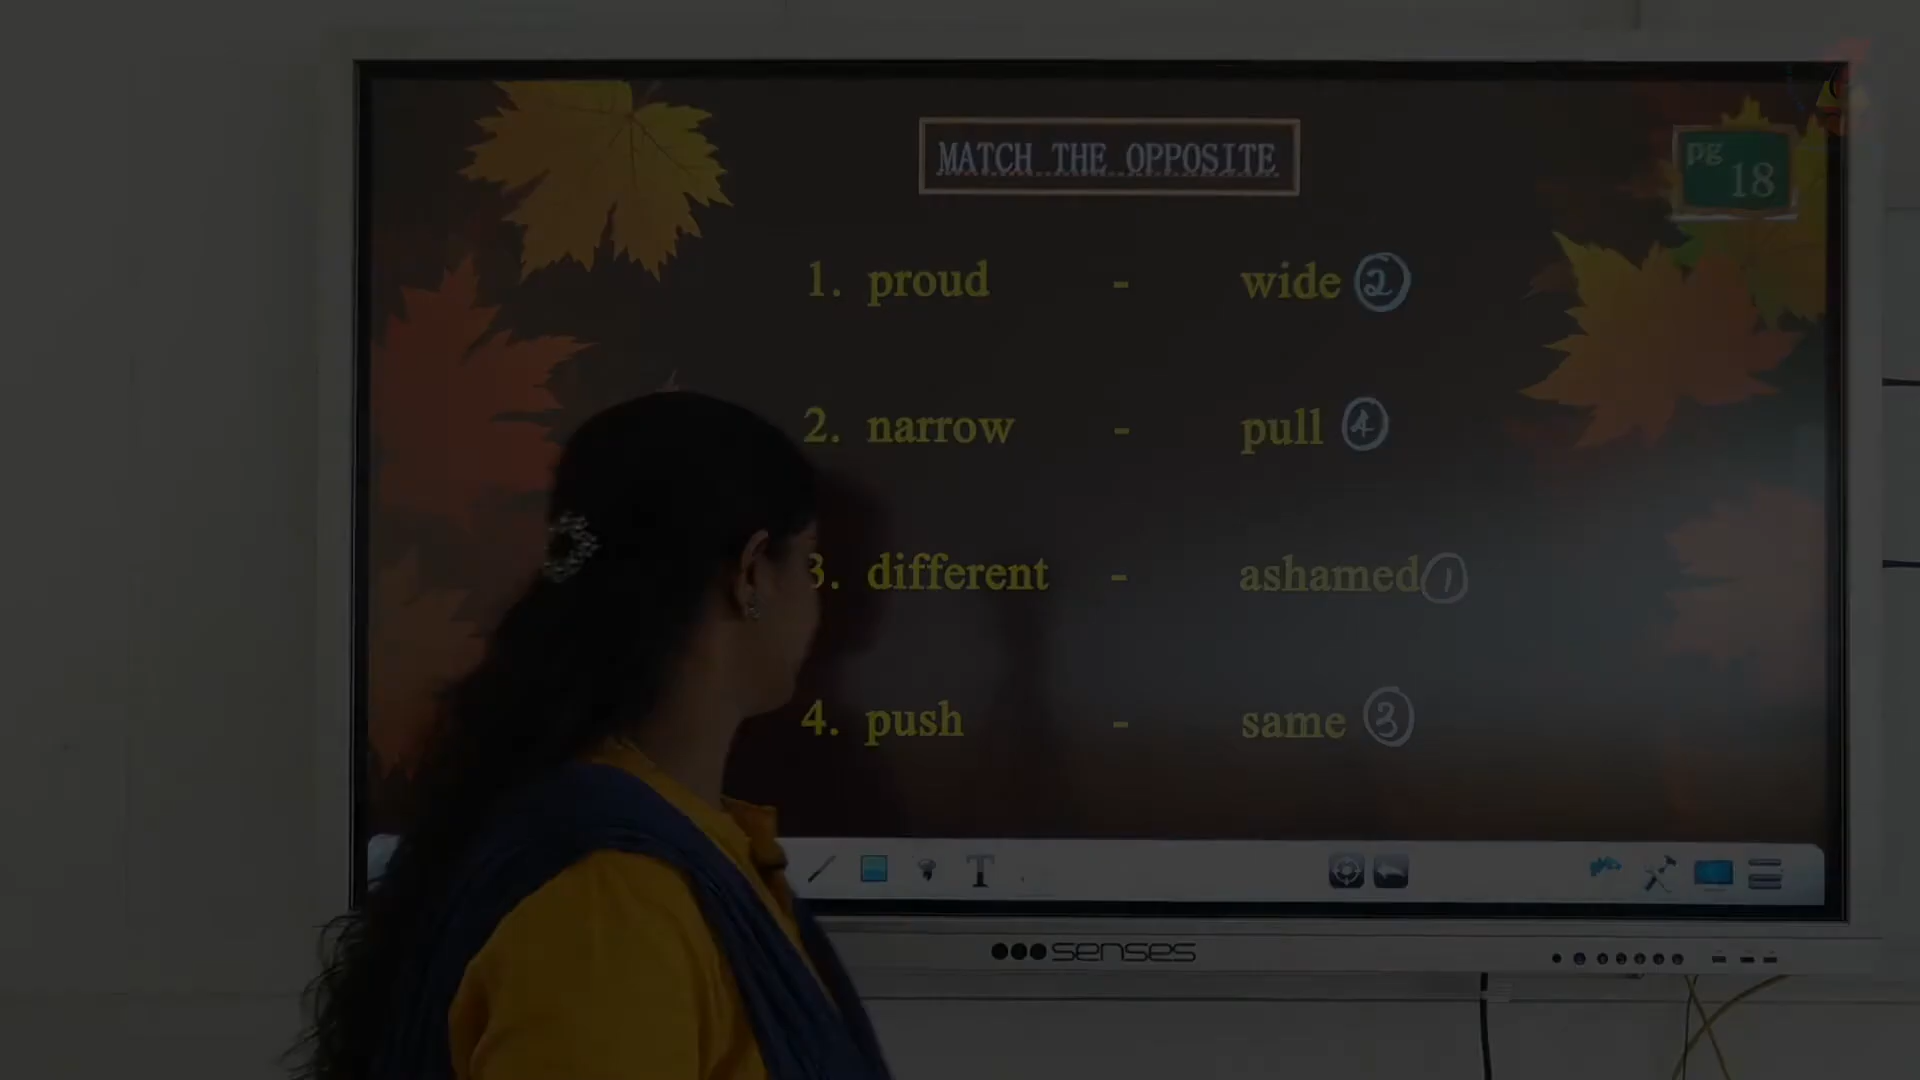 MATCH THE OPPOSITE
pg 18
1. proud - wide ②
2. narrow - pull ④
3. different - ashamed ①
4. push - same ③
T
senses